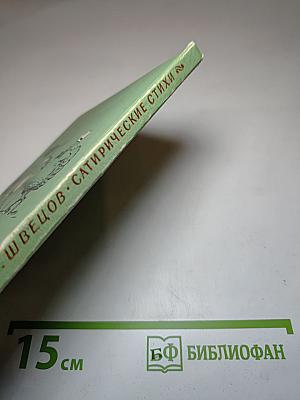 ШВЕЦОВ · САТИРИЧЕСКИЕ СТИХИ
15 см
БФ БИБЛИОФАН